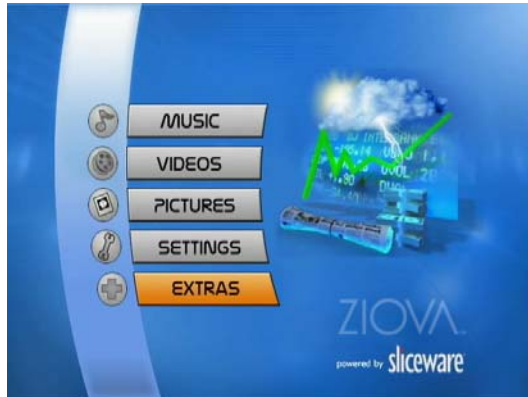 MUSIC
VIDEOS
PICTURES
SETTINGS
EXTRAS
ZIOVA
powered by sliceware